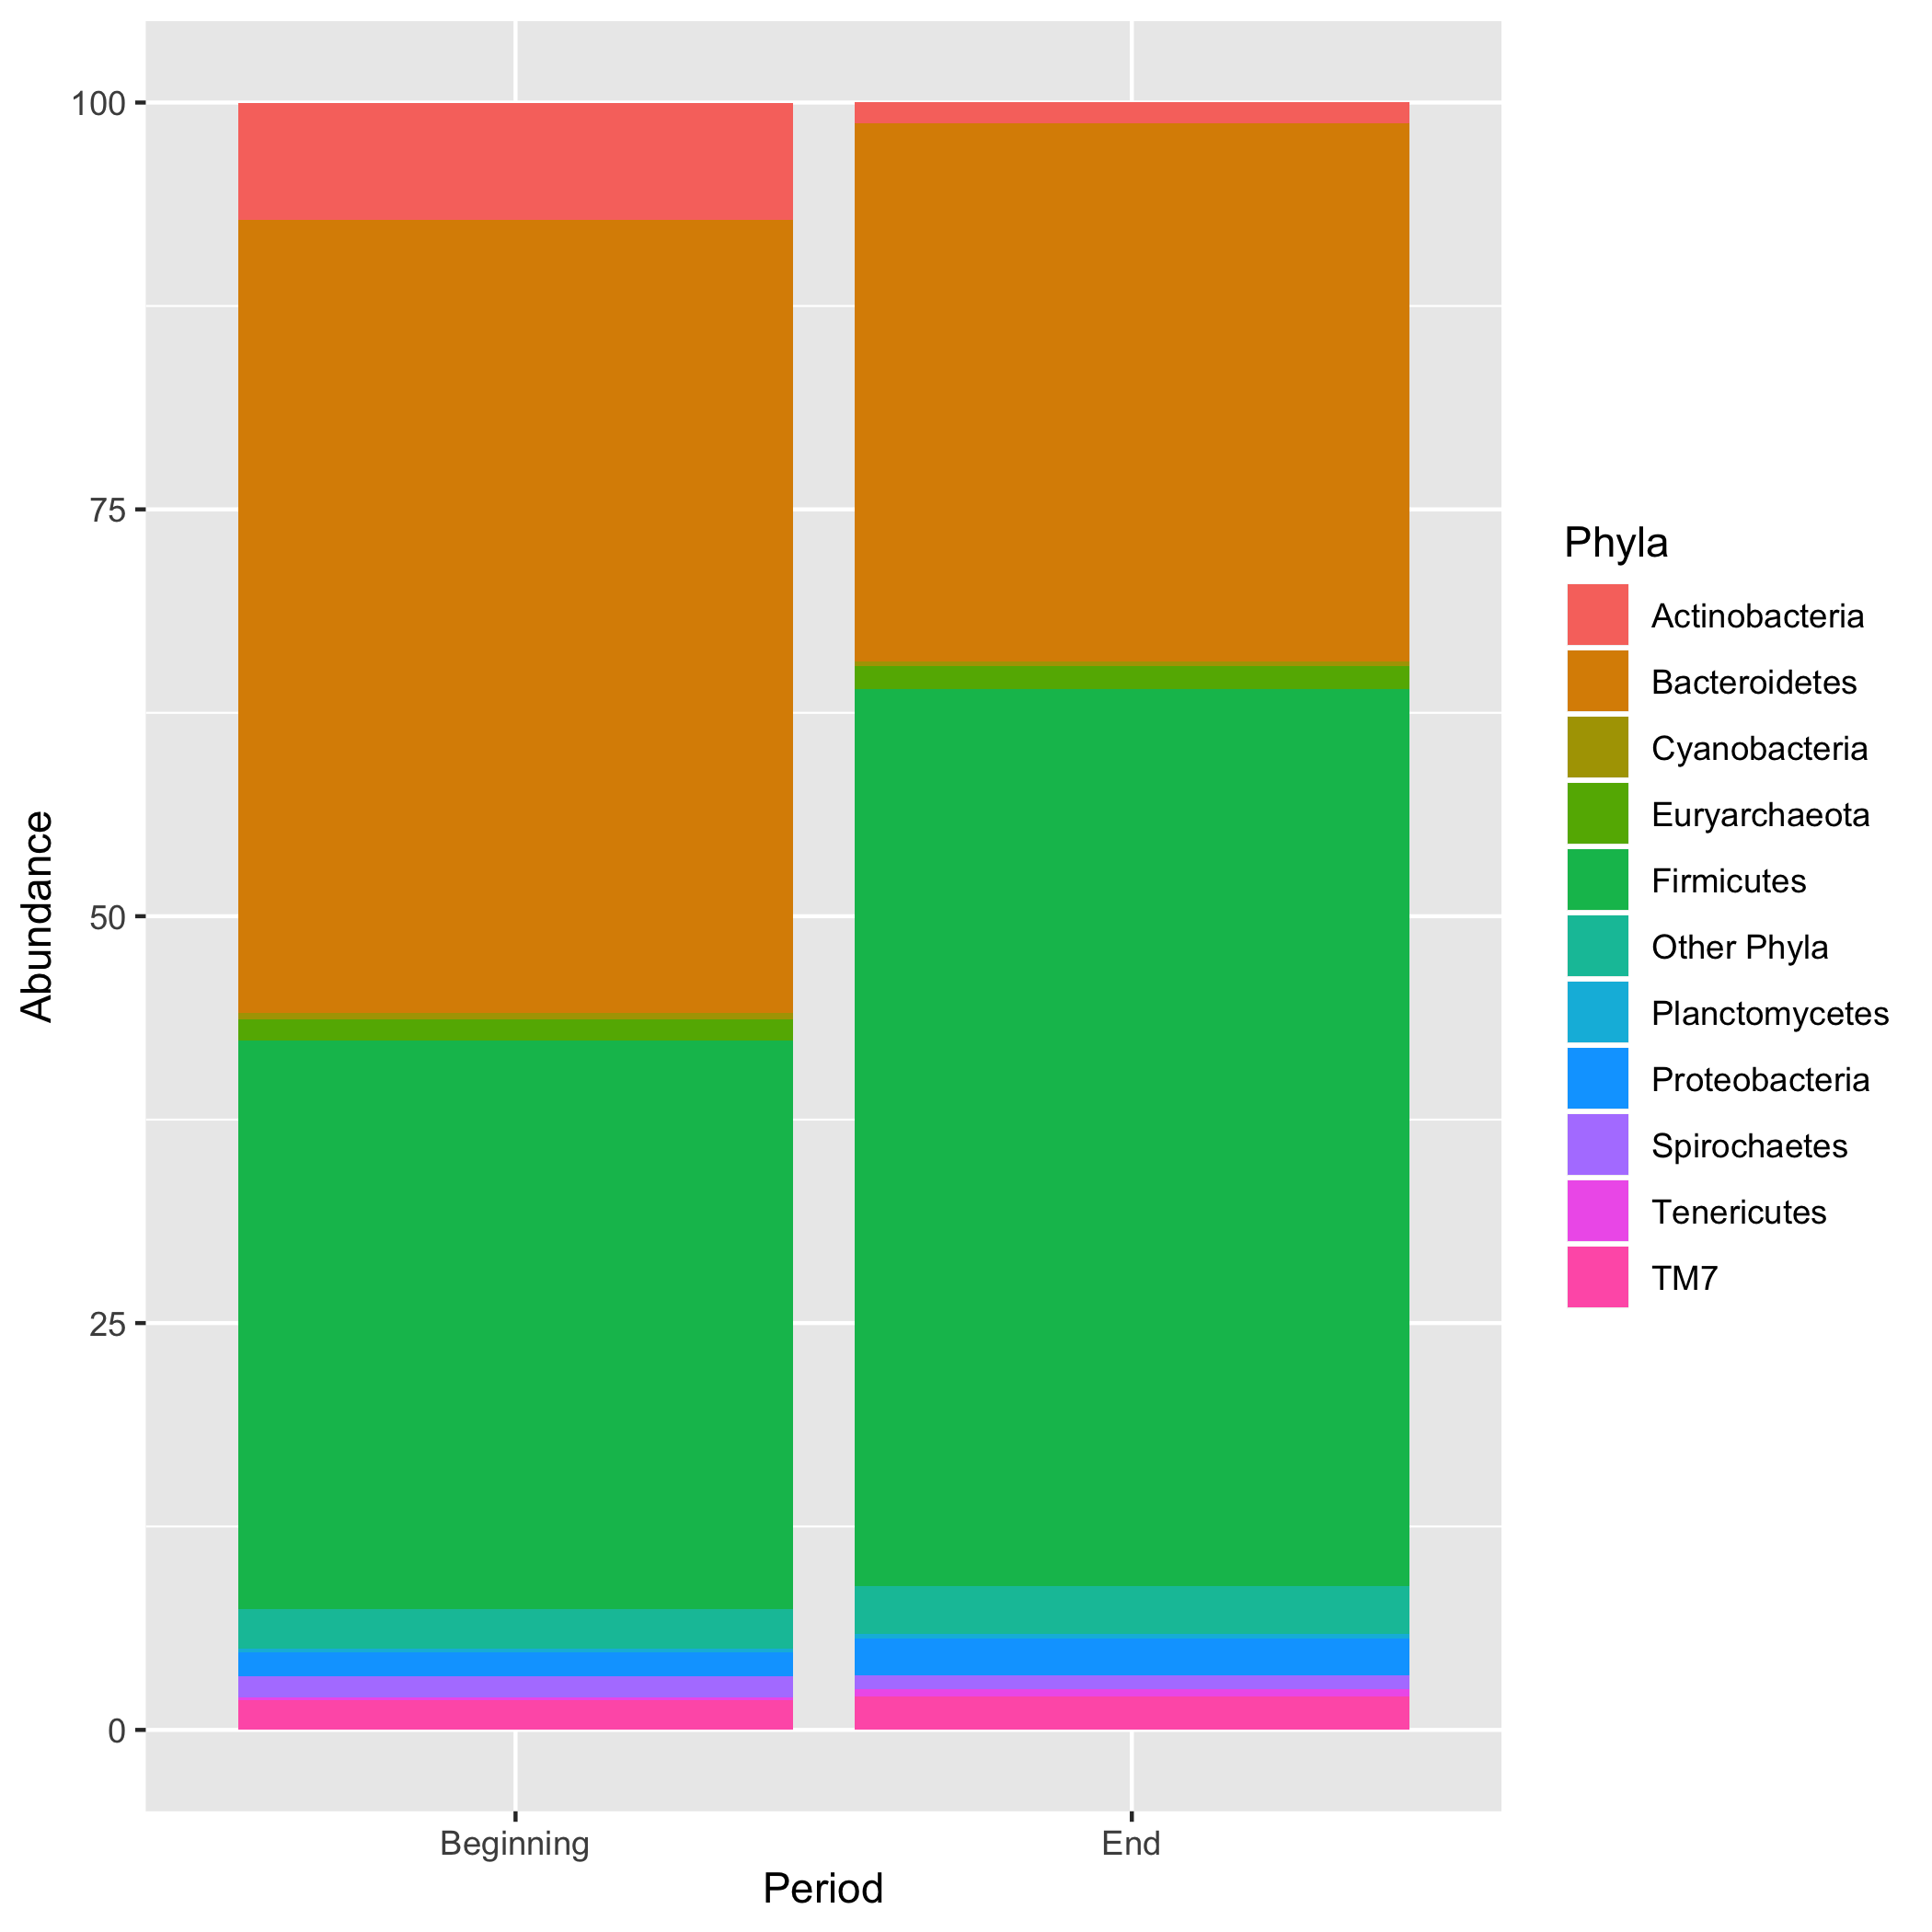 100
75
50
25
0
Abundance
Beginning
End
Period
Phyla
Actinobacteria
Bacteroidetes
Cyanobacteria
Euryarchaeota
Firmicutes
Other Phyla
Planctomycetes
Proteobacteria
Spirochaetes
Tenericutes
TM7